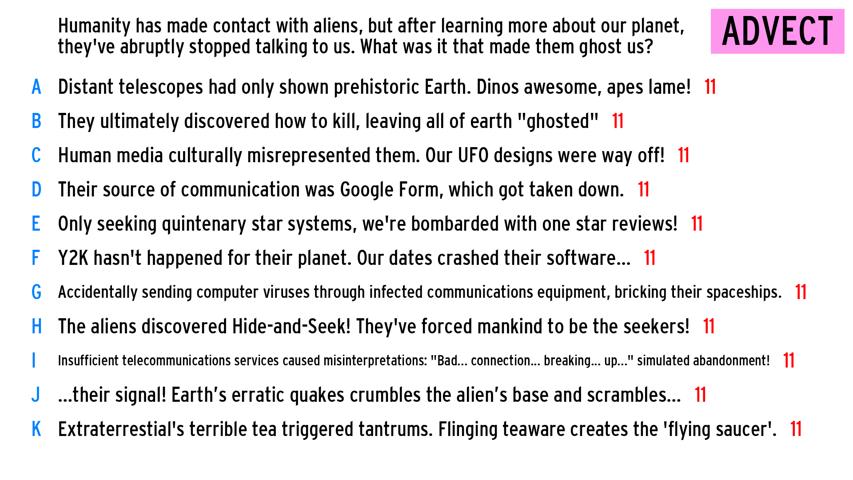 Humanity has made contact with aliens, but after learning more about our planet,
they've abruptly stopped talking to us. What was it that made them ghost us?
ADVECT
A Distant telescopes had only shown prehistoric Earth. Dinos awesome, apes lame! 11
B They ultimately discovered how to kill, leaving all of earth "ghosted" 11
C Human media culturally misrepresented them. Our UFO designs were way off! 11
D Their source of communication was Google Form, which got taken down. 11
E Only seeking quintenary star systems, we're bombarded with one star reviews! 11
F Y2K hasn't happened for their planet. Our dates crashed their software... 11
G Accidentally sending computer viruses through infected communications equipment, bricking their spaceships. 11
H The aliens discovered Hide-and-Seek! They've forced mankind to be the seekers! 11
I Insufficient telecommunications services caused misinterpretations: "Bad... connection... breaking... up..." simulated abandonment! 11
J ...their signal! Earth’s erratic quakes crumbles the alien’s base and scrambles... 11
K Extraterrestial's terrible tea triggered tantrums. Flinging teaware creates the 'flying saucer'. 11